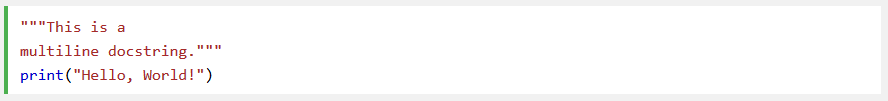 """This is a
multiline docstring."""
print("Hello, World!")